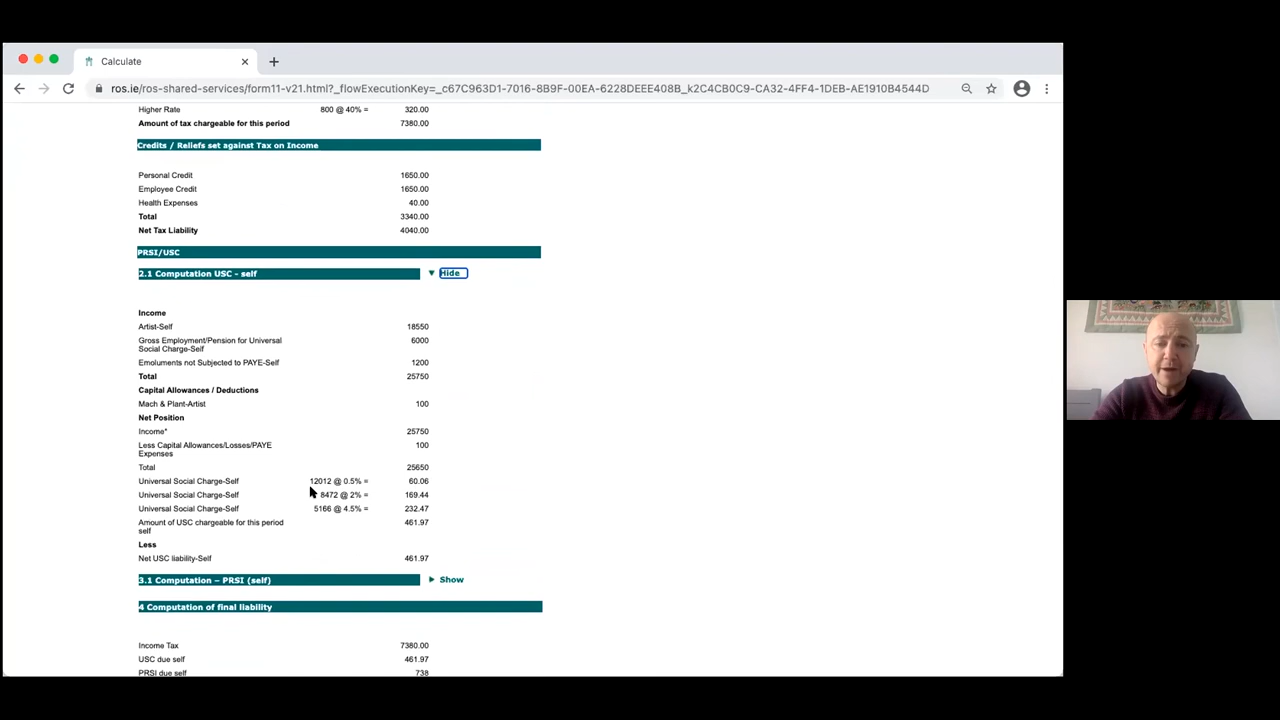 Calculate
ros.ie/ros-shared-services/form11-v21.html?_flowExecutionKey=_c67C963D1-7016-8B9F-00EA-6228DEEE408B_k2C4CB0C9-CA32-4FF4-1DEB-AE1910B4544D
Higher Rate 800 @ 40% = 320.00
Amount of tax chargeable for this period 7380.00
Credits / Reliefs set against Tax on Income
Personal Credit 1650.00
Employee Credit 1650.00
Health Expenses 40.00
Total 3340.00
Net Tax Liability 4040.00
PRSI/USC
2.1 Computation USC - self ▼ Hide
Income
Artist-Self 18550
Gross Employment/Pension for Universal 6000
Social Charge-Self
Emoluments not Subjected to PAYE-Self 1200
Total 25750
Capital Allowances / Deductions
Mach & Plant-Artist 100
Net Position
Income* 25750
Less Capital Allowances/Losses/PAYE 100
Expenses
Total 25650
Universal Social Charge-Self 12012 @ 0.5% = 60.06
Universal Social Charge-Self 8472 @ 2% = 169.44
Universal Social Charge-Self 5166 @ 4.5% = 232.47
Amount of USC chargeable for this period 461.97
self
Less
Net USC liability-Self 461.97
3.1 Computation – PRSI (self) ► Show
4 Computation of final liability
Income Tax 7380.00
USC due self 461.97
PRSI due self 738